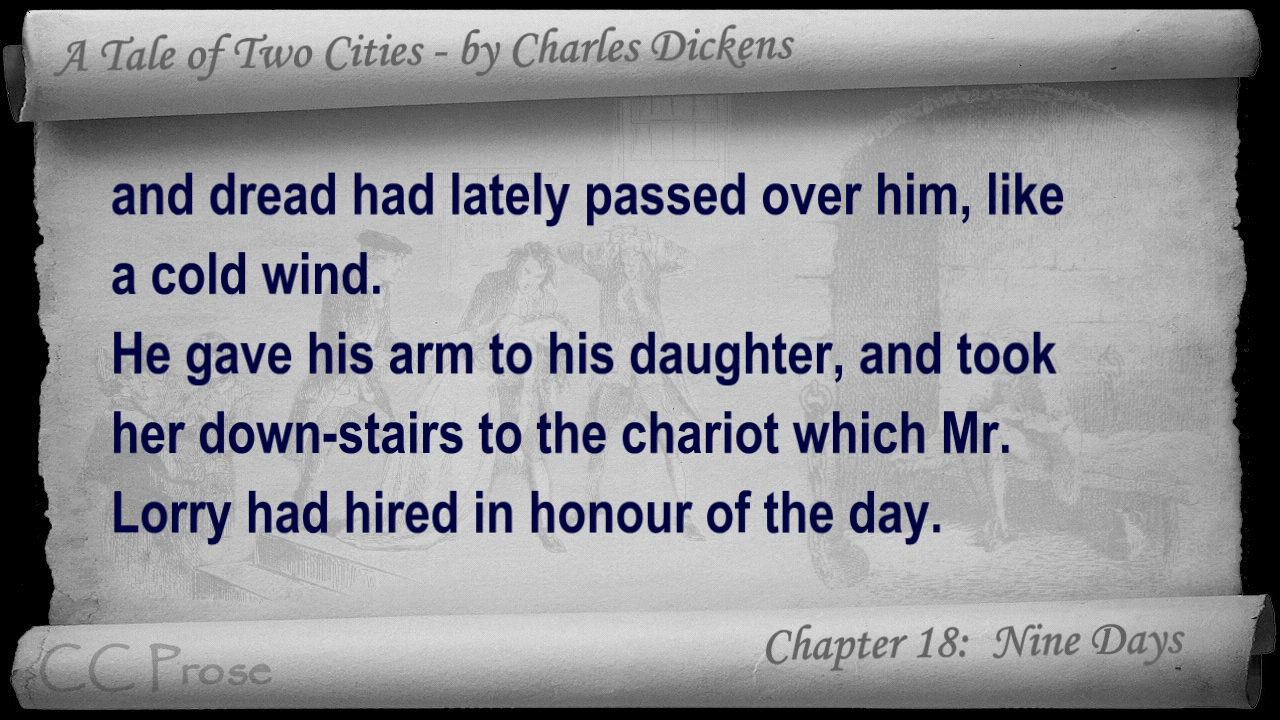 A Tale of Two Cities - by Charles Dickens
and dread had lately passed over him, like
a cold wind.
He gave his arm to his daughter, and took
her down-stairs to the chariot which Mr.
Lorry had hired in honour of the day.
Chapter 18: Nine Days
CC Prose